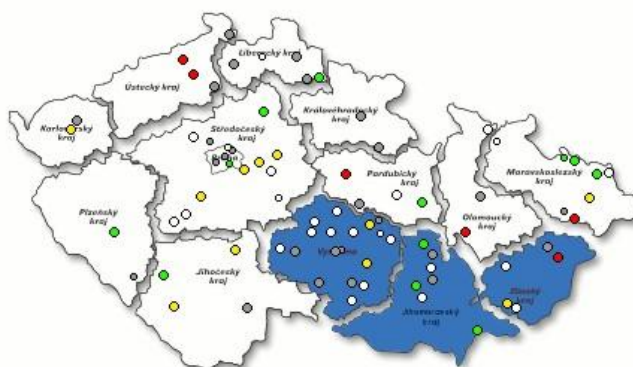 Liberecký kraj
Ústecký kraj
Karlovarský kraj
Královéhradecký
kraj
Středočeský
kraj
Moravskoslezský
kraj
Pardubický
kraj
Plzeňský
kraj
Olomoucký
kraj
Jihočeský
kraj
Zlínský
kraj
Jihomoravský
kraj